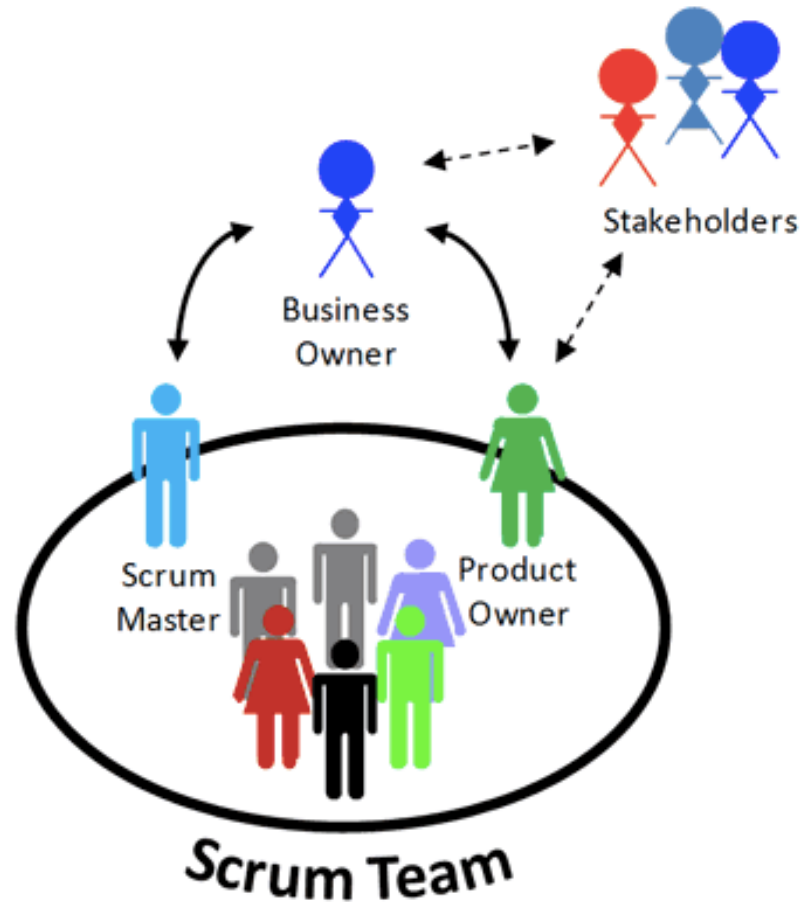 Stakeholders
Business
Owner
Scrum
Master
Product
Owner
Scrum Team